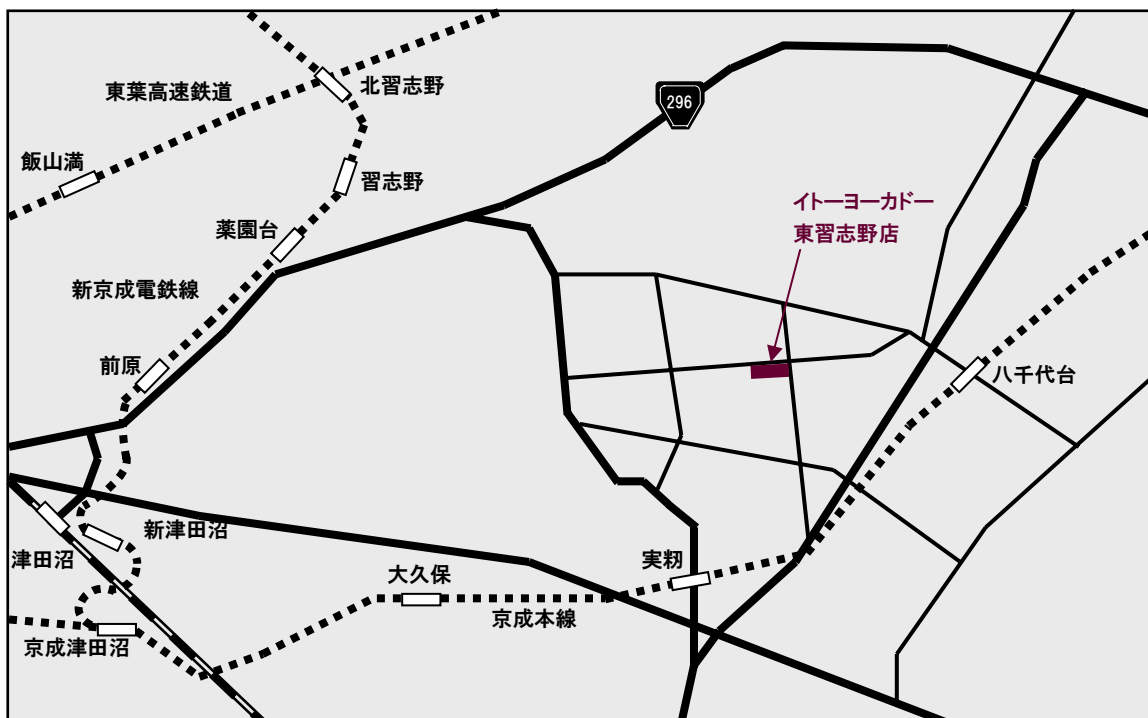 東葉高速鉄道
北習志野
296
飯山満
習志野
イトーヨーカドー
東習志野店
薬園台
新京成電鉄線
前原
八千代台
新津田沼
津田沼
実籾
大久保
京成本線
京成津田沼